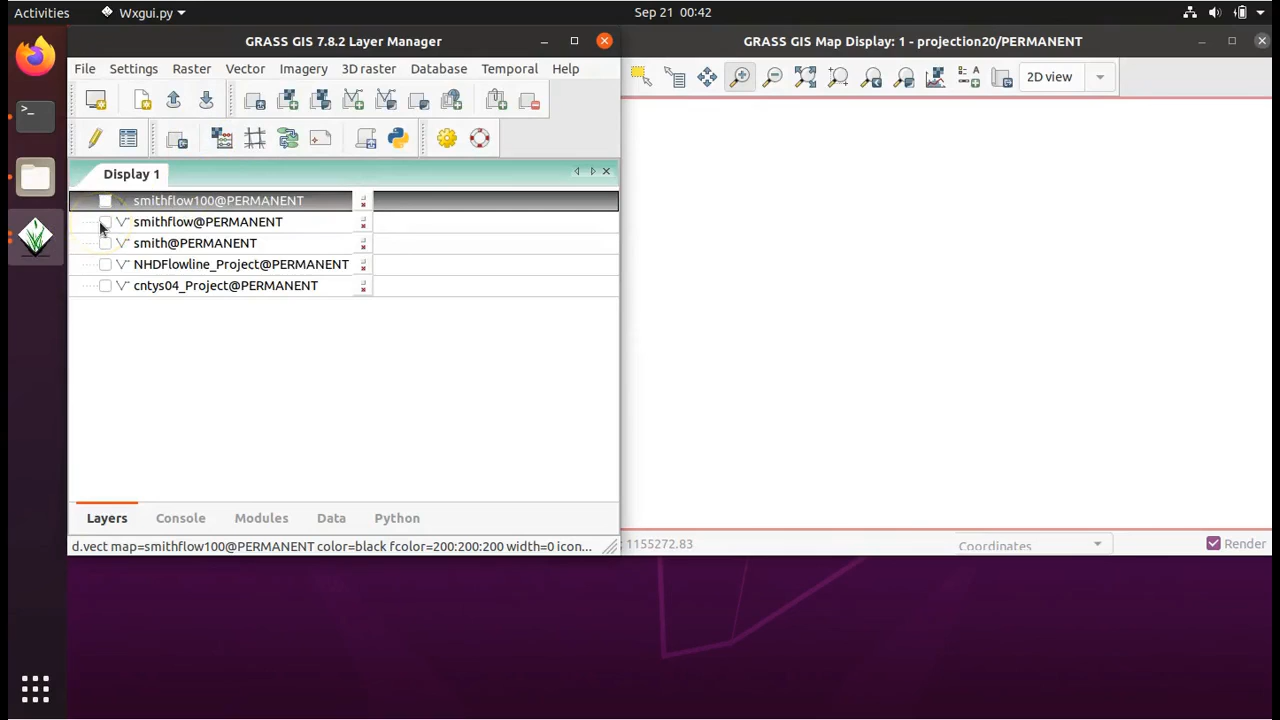 Activities
Wxgui.py
Sep 21 00:42
GRASS GIS 7.8.2 Layer Manager
GRASS GIS Map Display: 1 - projection20/PERMANENT
File Settings Raster Vector Imagery 3D raster Database Temporal Help
2D view
Display 1
smithflow100@PERMANENT
smithflow@PERMANENT
smith@PERMANENT
NHDFlowline_Project@PERMANENT
cntys04_Project@PERMANENT
Layers Console Modules Data Python
d.vect map=smithflow100@PERMANENT color=black fcolor=200:200:200 width=0 icon...
1155272.83
Coordinates
Render